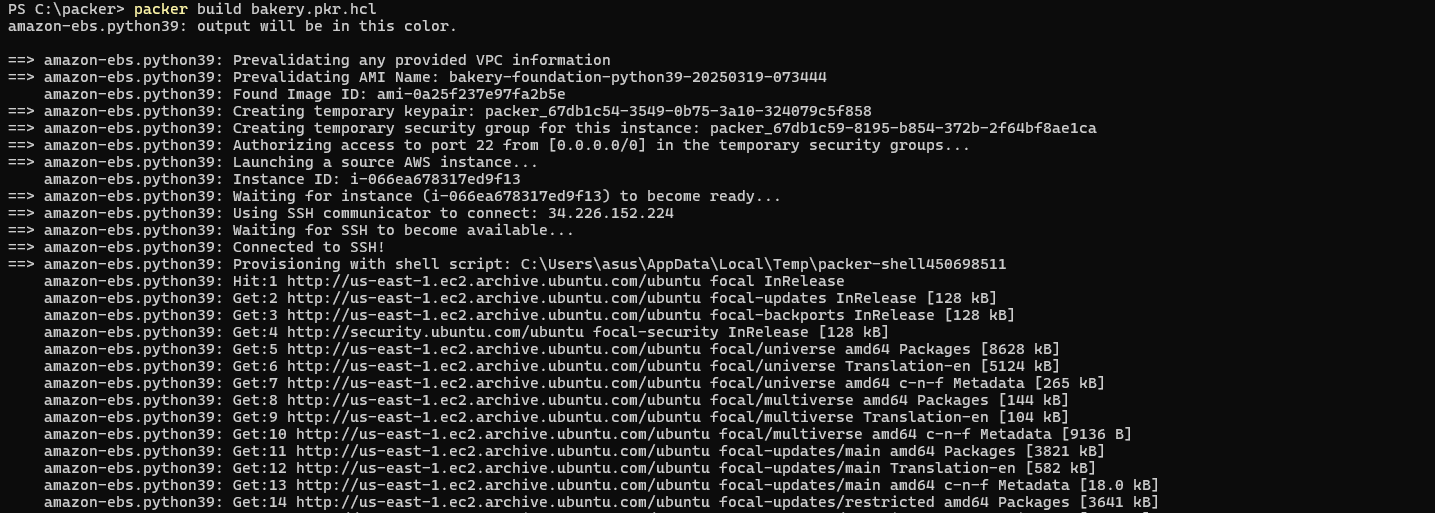 PS C:\packer> packer build bakery.pkr.hcl
amazon-ebs.python39: output will be in this color.
==> amazon-ebs.python39: Prevalidating any provided VPC information
==> amazon-ebs.python39: Prevalidating AMI Name: bakery-foundation-python39-20250319-073444
amazon-ebs.python39: Found Image ID: ami-0a25f237e97fa2b5e
==> amazon-ebs.python39: Creating temporary keypair: packer_67db1c54-3549-0b75-3a10-324079c5f858
==> amazon-ebs.python39: Creating temporary security group for this instance: packer_67db1c59-8195-b854-372b-2f64bf8ae1ca
==> amazon-ebs.python39: Authorizing access to port 22 from [0.0.0.0/0] in the temporary security groups...
==> amazon-ebs.python39: Launching a source AWS instance...
amazon-ebs.python39: Instance ID: i-066ea678317ed9f13
==> amazon-ebs.python39: Waiting for instance (i-066ea678317ed9f13) to become ready...
==> amazon-ebs.python39: Using SSH communicator to connect: 34.226.152.224
==> amazon-ebs.python39: Waiting for SSH to become available...
==> amazon-ebs.python39: Connected to SSH!
==> amazon-ebs.python39: Provisioning with shell script: C:\Users\asus\AppData\Local\Temp\packer-shell450698511
amazon-ebs.python39: Hit:1 http://us-east-1.ec2.archive.ubuntu.com/ubuntu focal InRelease
amazon-ebs.python39: Get:2 http://us-east-1.ec2.archive.ubuntu.com/ubuntu focal-updates InRelease [128 kB]
amazon-ebs.python39: Get:3 http://us-east-1.ec2.archive.ubuntu.com/ubuntu focal-backports InRelease [128 kB]
amazon-ebs.python39: Get:4 http://security.ubuntu.com/ubuntu focal-security InRelease [128 kB]
amazon-ebs.python39: Get:5 http://us-east-1.ec2.archive.ubuntu.com/ubuntu focal/universe amd64 Packages [8628 kB]
amazon-ebs.python39: Get:6 http://us-east-1.ec2.archive.ubuntu.com/ubuntu focal/universe Translation-en [5124 kB]
amazon-ebs.python39: Get:7 http://us-east-1.ec2.archive.ubuntu.com/ubuntu focal/universe amd64 c-n-f Metadata [265 kB]
amazon-ebs.python39: Get:8 http://us-east-1.ec2.archive.ubuntu.com/ubuntu focal/multiverse amd64 Packages [144 kB]
amazon-ebs.python39: Get:9 http://us-east-1.ec2.archive.ubuntu.com/ubuntu focal/multiverse Translation-en [104 kB]
amazon-ebs.python39: Get:10 http://us-east-1.ec2.archive.ubuntu.com/ubuntu focal/multiverse amd64 c-n-f Metadata [9136 B]
amazon-ebs.python39: Get:11 http://us-east-1.ec2.archive.ubuntu.com/ubuntu focal-updates/main amd64 Packages [3821 kB]
amazon-ebs.python39: Get:12 http://us-east-1.ec2.archive.ubuntu.com/ubuntu focal-updates/main Translation-en [582 kB]
amazon-ebs.python39: Get:13 http://us-east-1.ec2.archive.ubuntu.com/ubuntu focal-updates/main amd64 c-n-f Metadata [18.0 kB]
amazon-ebs.python39: Get:14 http://us-east-1.ec2.archive.ubuntu.com/ubuntu focal-updates/restricted amd64 Packages [3641 kB]